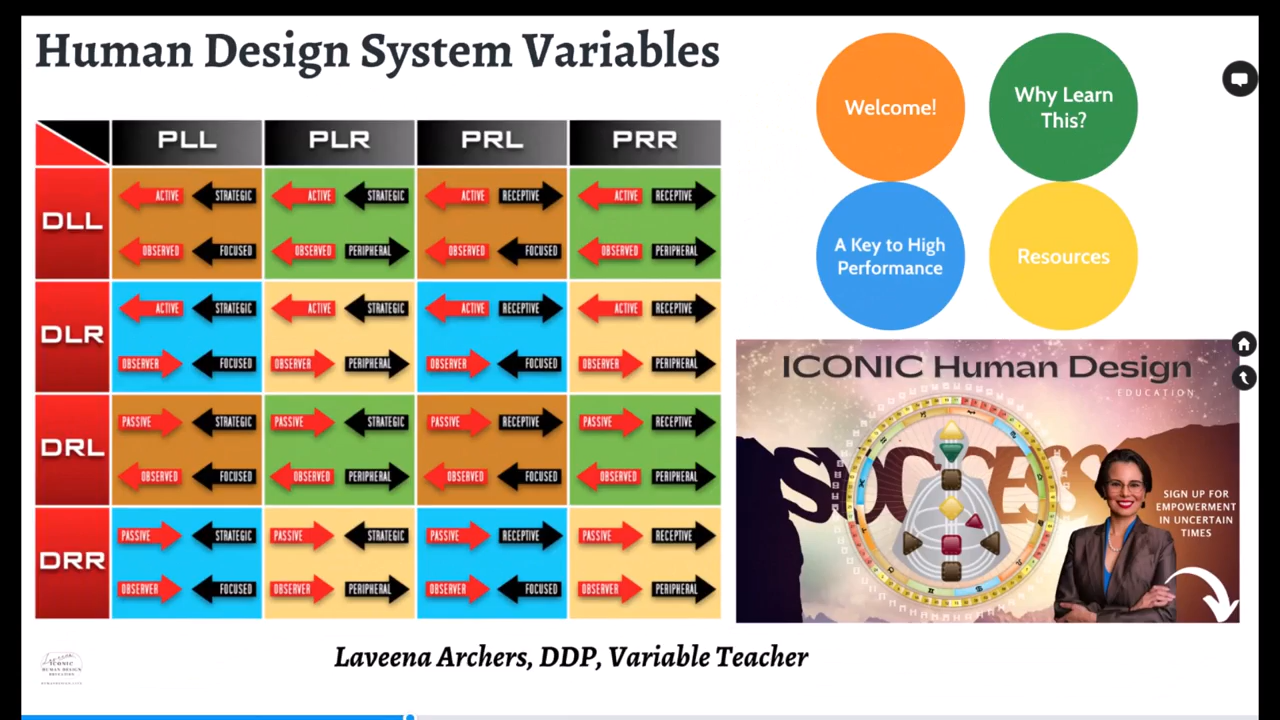 Human Design System Variables
Welcome!
Why Learn
This?
A Key to High
Performance
Resources
PLL PLR PRL PRR
DLL
ACTIVE STRATEGIC ACTIVE STRATEGIC ACTIVE RECEPTIVE ACTIVE RECEPTIVE
OBSERVED FOCUSED OBSERVED PERIPHERAL OBSERVED FOCUSED OBSERVED PERIPHERAL
DLR
ACTIVE STRATEGIC ACTIVE STRATEGIC ACTIVE RECEPTIVE ACTIVE RECEPTIVE
OBSERVER FOCUSED OBSERVER PERIPHERAL OBSERVER FOCUSED OBSERVER PERIPHERAL
DRL
PASSIVE STRATEGIC PASSIVE STRATEGIC PASSIVE RECEPTIVE PASSIVE RECEPTIVE
OBSERVED FOCUSED OBSERVED PERIPHERAL OBSERVED FOCUSED OBSERVED PERIPHERAL
DRR
PASSIVE STRATEGIC PASSIVE STRATEGIC PASSIVE RECEPTIVE PASSIVE RECEPTIVE
OBSERVER FOCUSED OBSERVER PERIPHERAL OBSERVER FOCUSED OBSERVER PERIPHERAL
ICONIC Human Design
EDUCATION
SUCCESS
SIGN UP FOR
EMPOWERMENT
IN UNCERTAIN
TIMES
ICONIC
HUMAN DESIGN
EDUCATION
Laveena Archers, DDP, Variable Teacher